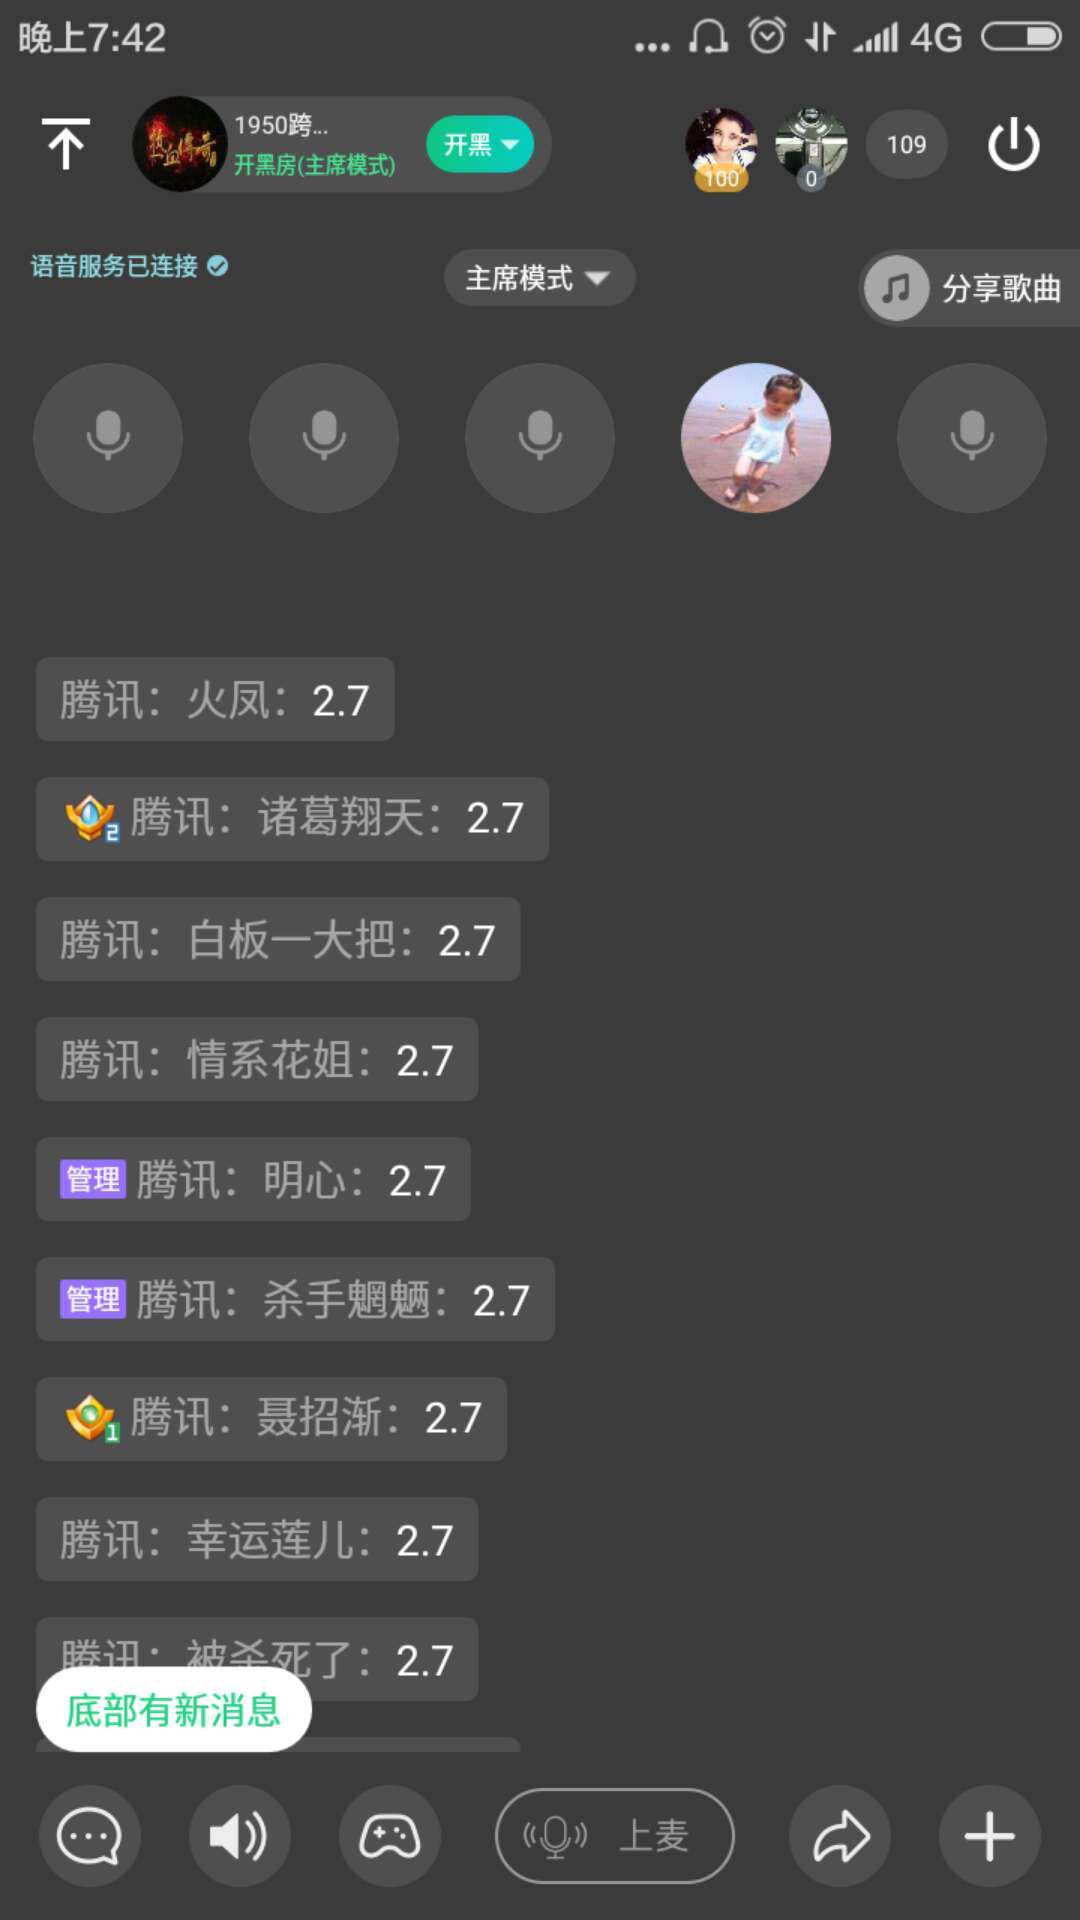 晚上7:42
4G
1950跨...
开黑房(主席模式)
开黑
100
0
109
语音服务已连接
主席模式
分享歌曲
热血传奇
腾讯：火凤：2.7
2 腾讯：诸葛翔天：2.7
腾讯：白板一大把：2.7
腾讯：情系花姐：2.7
管理 腾讯：明心：2.7
管理 腾讯：杀手魍魉：2.7
1 腾讯：聂招渐：2.7
腾讯：幸运莲儿：2.7
腾讯：被杀死了：2.7
底部有新消息
上麦